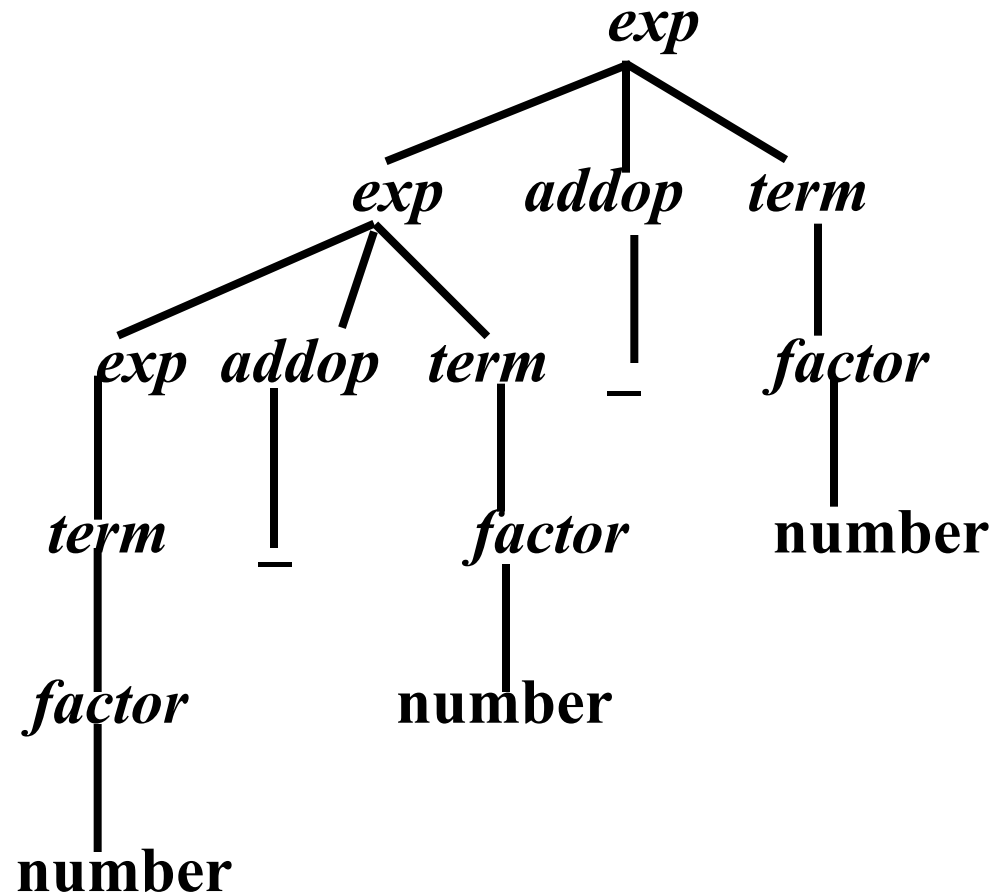 exp
exp addop term
exp addop term – factor
term – factor number
factor number
number